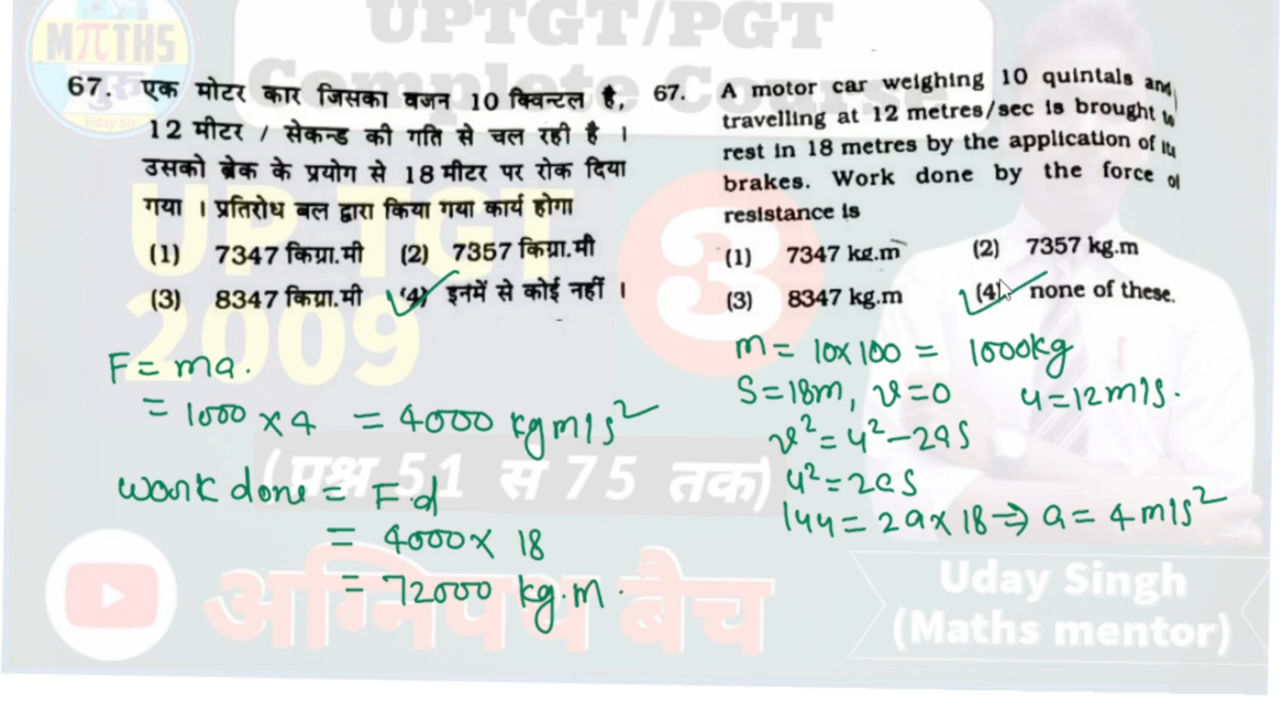 UPTGT/PGT
Complete Course
MπTHS
गुरु
Uday Sir
67. एक मोटर कार जिसका वजन 10 क्विन्टल है,
12 मीटर / सेकन्ड की गति से चल रही है ।
उसको ब्रेक के प्रयोग से 18 मीटर पर रोक दिया
गया । प्रतिरोध बल द्वारा किया गया कार्य होगा
(1) 7347 किग्रा.मी (2) 7357 किग्रा.मी
(3) 8347 किग्रा.मी (4) इनमें से कोई नहीं ।
67. A motor car weighing 10 quintals and
travelling at 12 metres/sec is brought to
rest in 18 metres by the application of its
brakes. Work done by the force of
resistance is
(1) 7347 kg.m (2) 7357 kg.m
(3) 8347 kg.m (4) none of these.
UP TGT
2009
3
F = ma.
= 1000 × 4 = 4000 kg m/s²
work done = F.d
= 4000 × 18
= 72000 kg.m.
m = 10×100 = 1000kg
S=18m, v=0 u=12m/s.
v²=u²-2as
u²=2as
144 = 2a×18 ⇒ a = 4 m/s²
(प्रश्न 51 से 75 तक)
अग्निपथ बैच
Uday Singh
(Maths mentor)